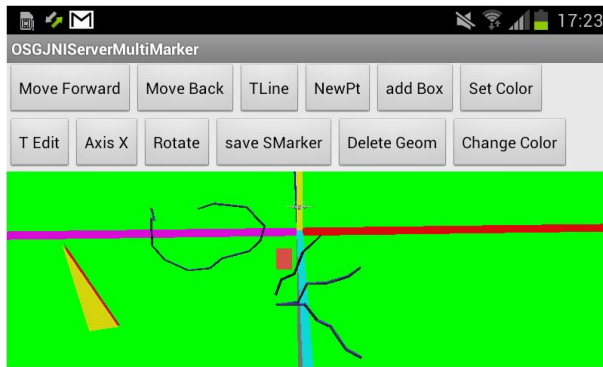 17:23
OSGJNIServerMultiMarker
Move Forward Move Back TLine NewPt add Box Set Color
T Edit Axis X Rotate save SMarker Delete Geom Change Color